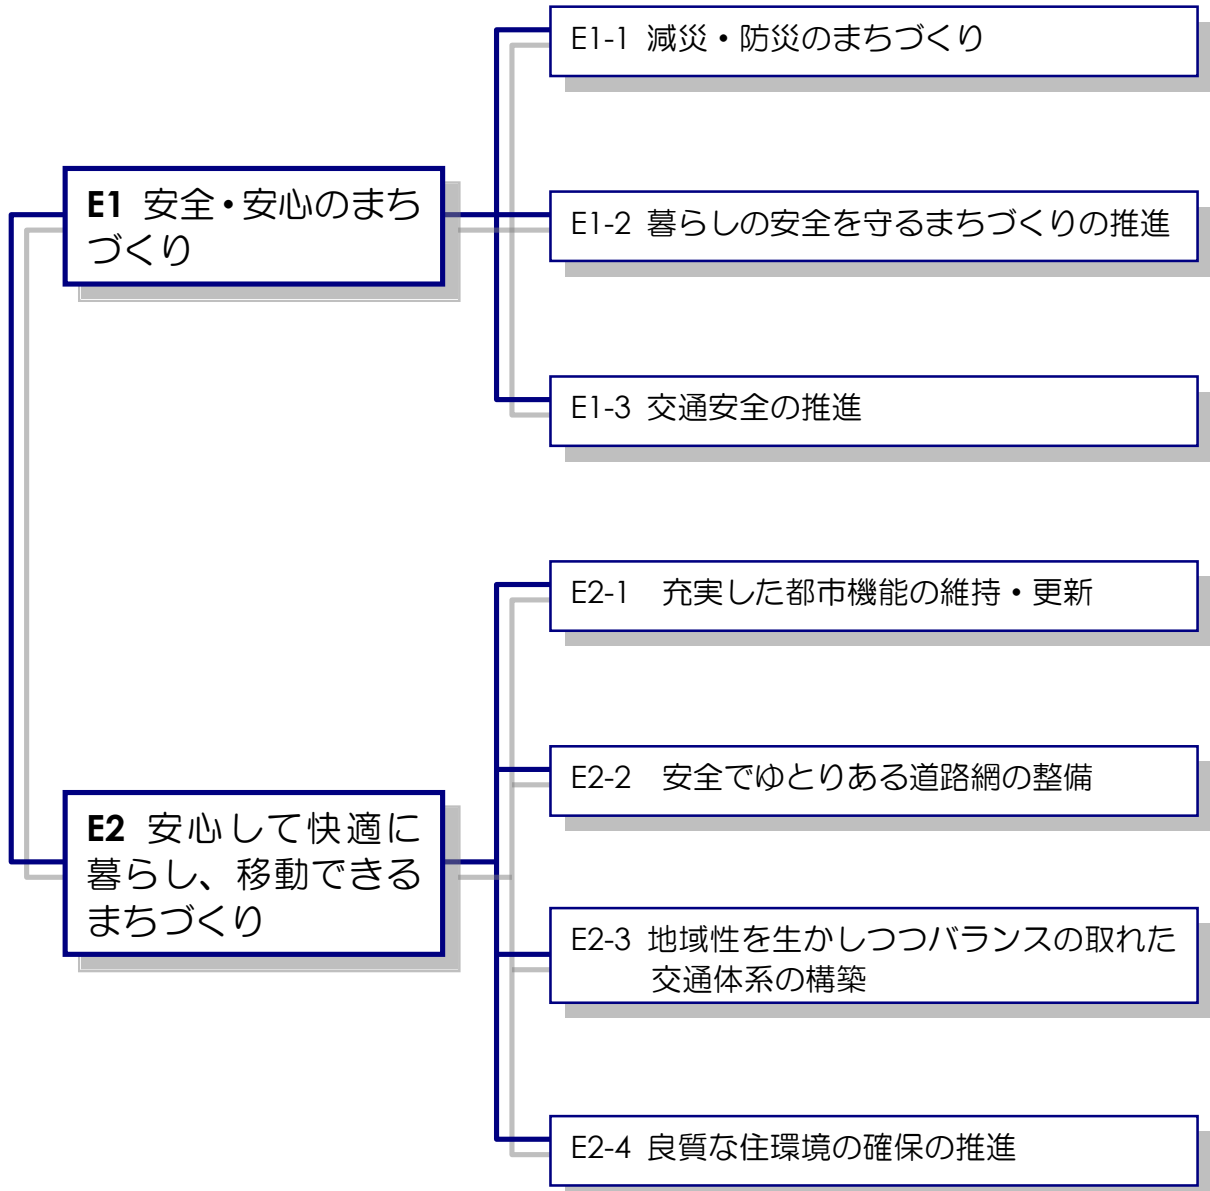 E1-1 減災・防災のまちづくり
E1 安全・安心のまち
づくり
E1-2 暮らしの安全を守るまちづくりの推進
E1-3 交通安全の推進
E2-1　充実した都市機能の維持・更新
E2-2　安全でゆとりある道路網の整備
E2 安心して快適に
暮らし、移動できる
まちづくり
E2-3 地域性を生かしつつバランスの取れた
交通体系の構築
E2-4 良質な住環境の確保の推進